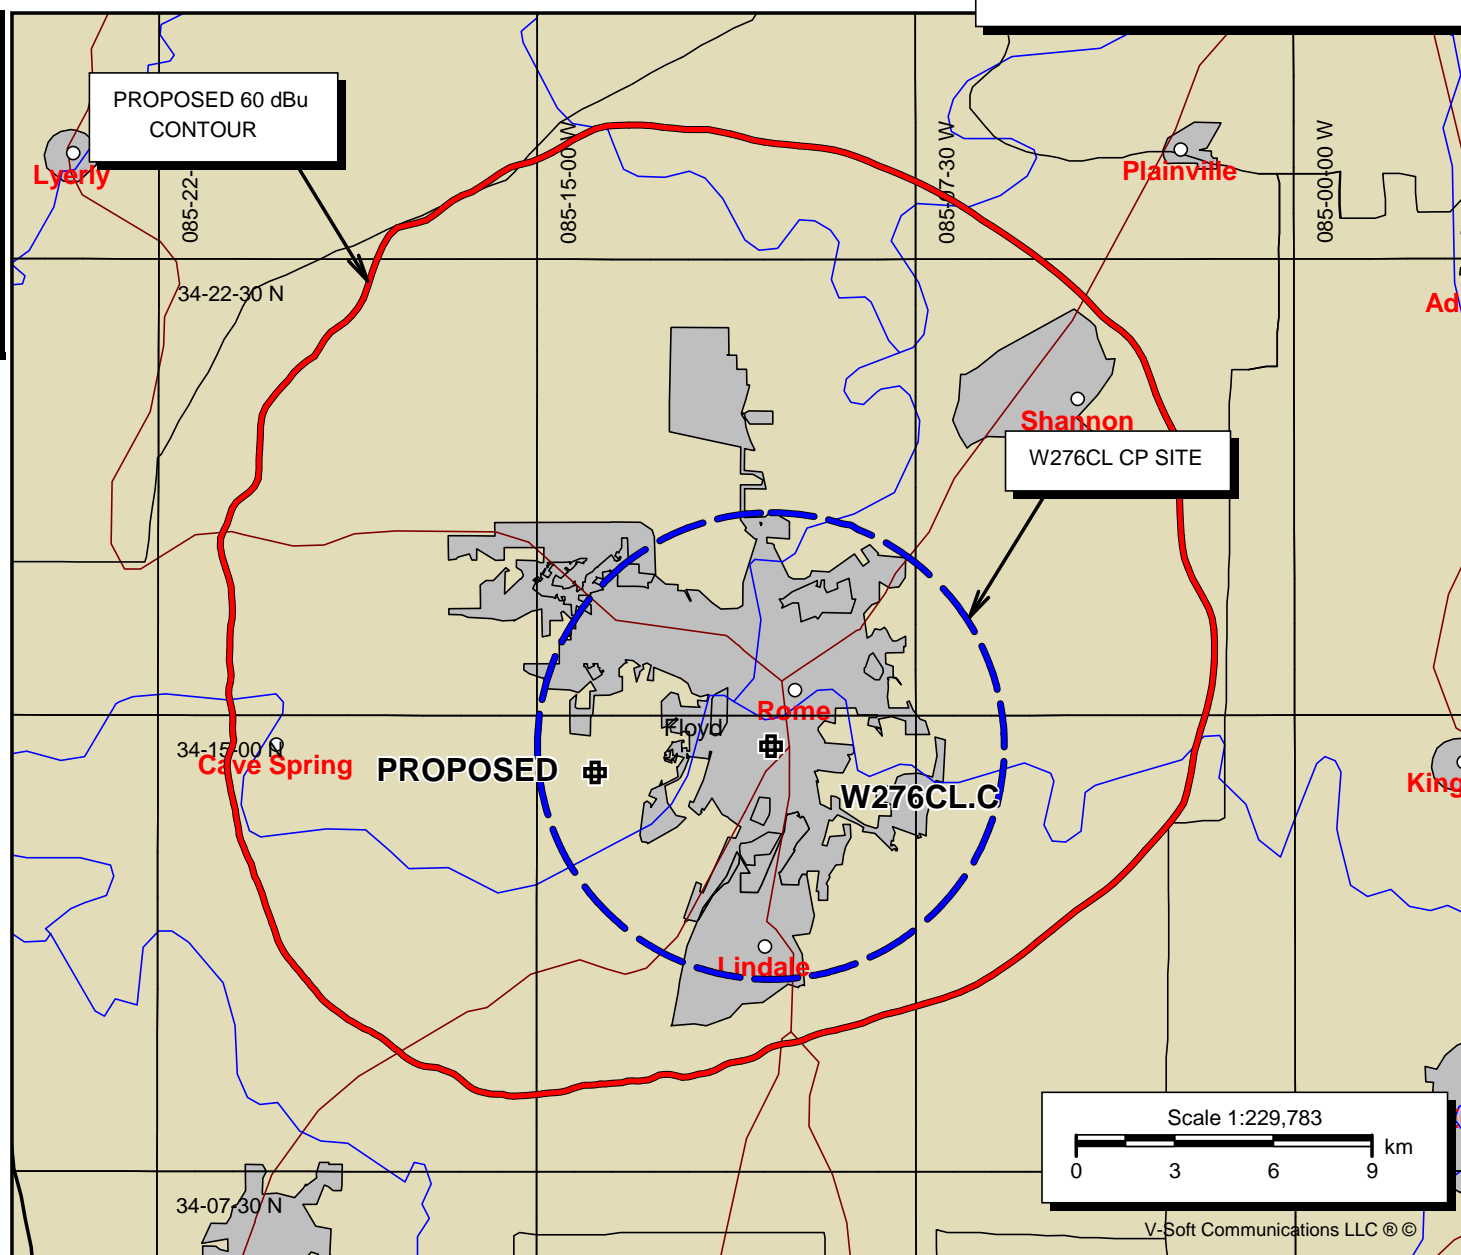 PROPOSED 60 dBu
CONTOUR
Lyerly
085-22-
085-15-00 W
085-07-30 W
085-00-00 W
Plainville
34-22-30 N
Ad
Shannon
W276CL CP SITE
Rome
Floyd
34-15-00 N
Cave Spring
PROPOSED
W276CL.C
King
Lindale
Scale 1:229,783
km
0 3 6 9
34-07-30 N
V-Soft Communications LLC ® ©